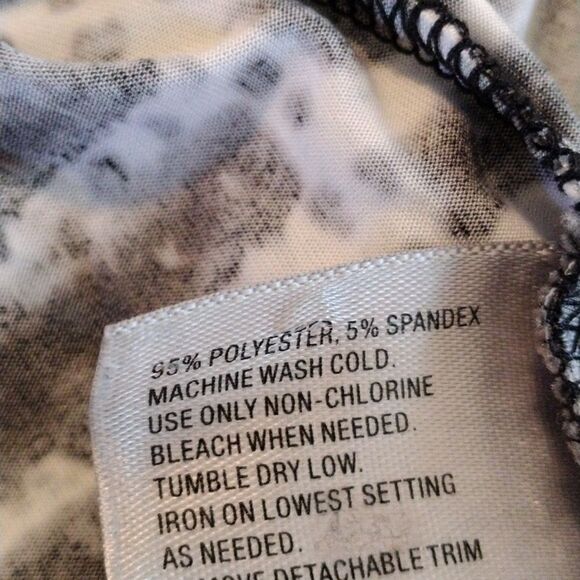 95% POLYESTER, 5% SPANDEX
MACHINE WASH COLD.
USE ONLY NON-CHLORINE
BLEACH WHEN NEEDED.
TUMBLE DRY LOW.
IRON ON LOWEST SETTING
AS NEEDED.
DETACHABLE TRIM